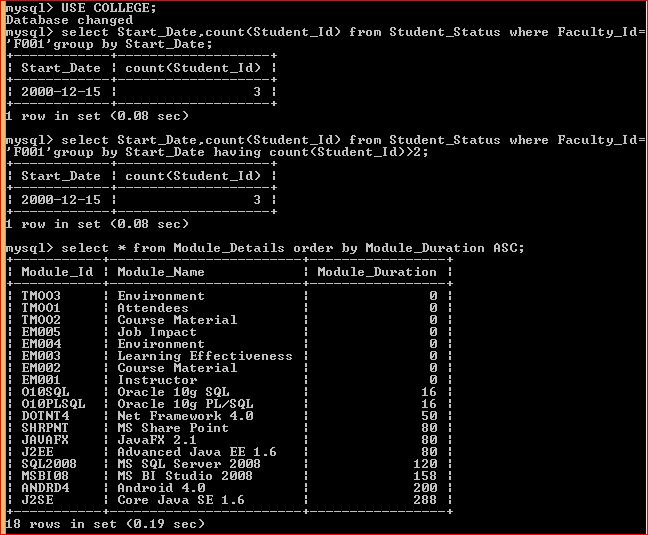 mysql> USE COLLEGE;
Database changed
mysql> select Start_Date,count(Student_Id) from Student_Status where Faculty_Id=
'F001'group by Start_Date;
+------------+-------------------+
| Start_Date | count(Student_Id) |
+------------+-------------------+
| 2000-12-15 |                 3 |
+------------+-------------------+
1 row in set (0.08 sec)
mysql> select Start_Date,count(Student_Id) from Student_Status where Faculty_Id=
'F001'group by Start_Date having count(Student_Id)>2;
+------------+-------------------+
| Start_Date | count(Student_Id) |
+------------+-------------------+
| 2000-12-15 |                 3 |
+------------+-------------------+
1 row in set (0.08 sec)
mysql> select * from Module_Details order by Module_Duration ASC;
+-----------+------------------------+-----------------+
| Module_Id | Module_Name            | Module_Duration |
+-----------+------------------------+-----------------+
| TMOO3     | Environment            |               0 |
| TMOO1     | Attendees              |               0 |
| TMOO2     | Course Material        |               0 |
| EM005     | Job Impact             |               0 |
| EM004     | Environment            |               0 |
| EM003     | Learning Effectiveness |               0 |
| EM002     | Course Material        |               0 |
| EM001     | Instructor             |               0 |
| O10SQL    | Oracle 10g SQL         |              16 |
| O10PLSQL  | Oracle 10g PL/SQL      |              16 |
| DOTNT4    | Net Framework 4.0      |              50 |
| SHRPNT    | MS Share Point         |              80 |
| JAVAFX    | JavaFX 2.1             |              80 |
| J2EE      | Advanced Java EE 1.6   |              80 |
| SQL2008   | MS SQL Server 2008     |             120 |
| MSBI08    | MS BI Studio 2008      |             158 |
| ANDRD4    | Android 4.0            |             200 |
| J2SE      | Core Java SE 1.6       |             288 |
+-----------+------------------------+-----------------+
18 rows in set (0.19 sec)